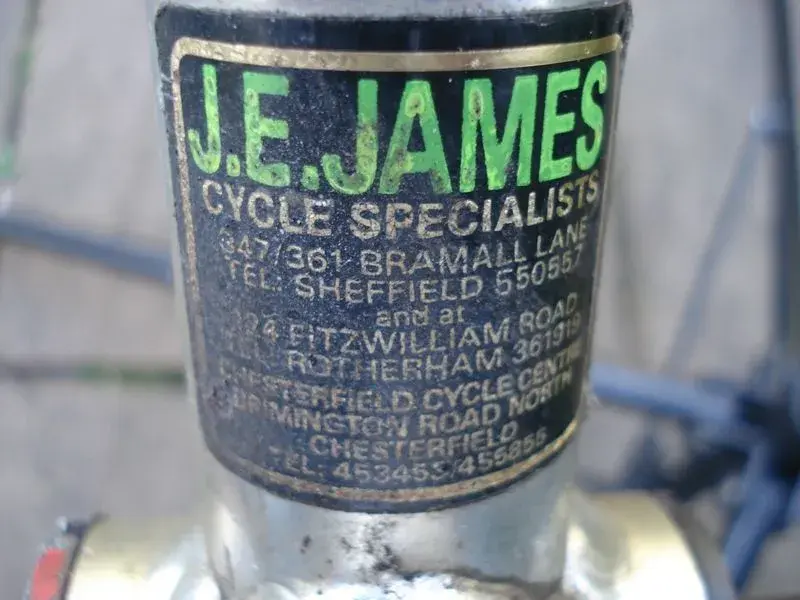 J.E.JAMES
CYCLE SPECIALISTS
347/361 BRAMALL LANE
TEL: SHEFFIELD 550557
and at
FITZWILLIAM ROAD
ROTHERHAM 361919
CHESTERFIELD CYCLE CENTRE
BRIMINGTON ROAD NORTH
CHESTERFIELD
TEL: 453453/455855